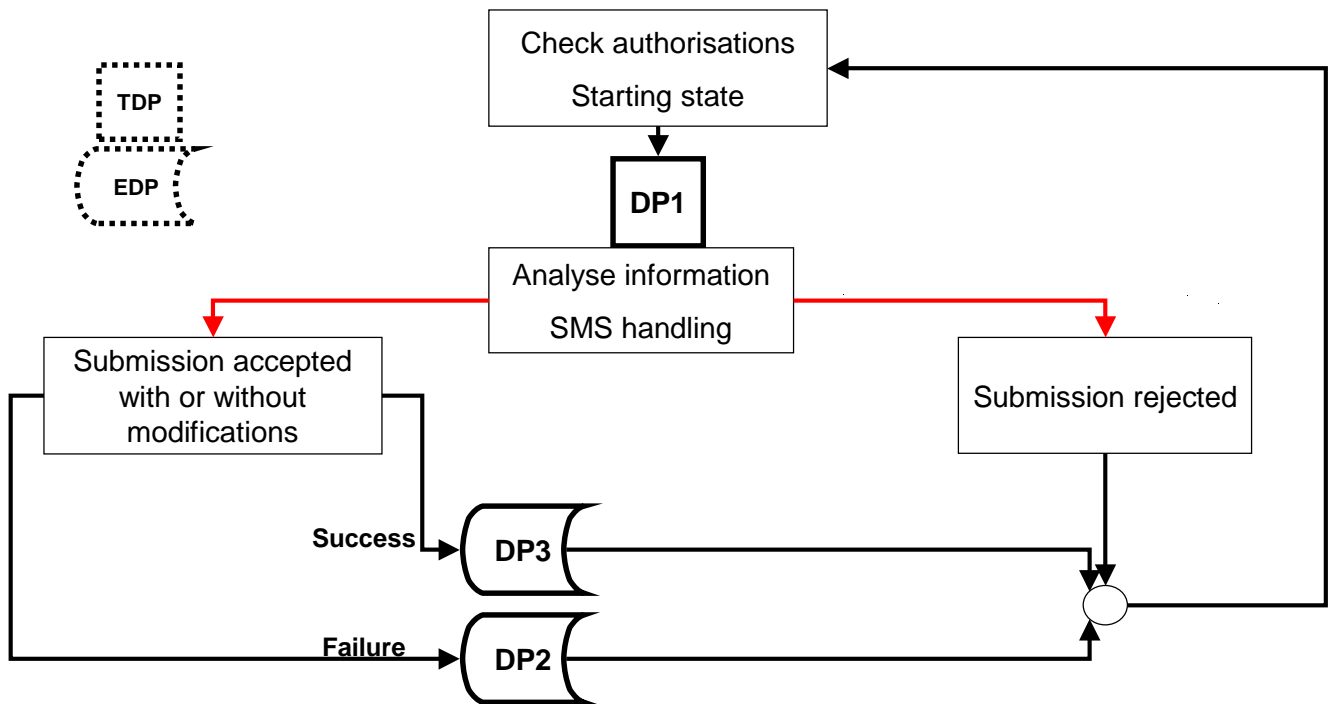 Check authorisations
Starting state
TDP
EDP
DP1
Analyse information
SMS handling
Submission accepted
with or without
modifications
Submission rejected
Success
DP3
Failure
DP2